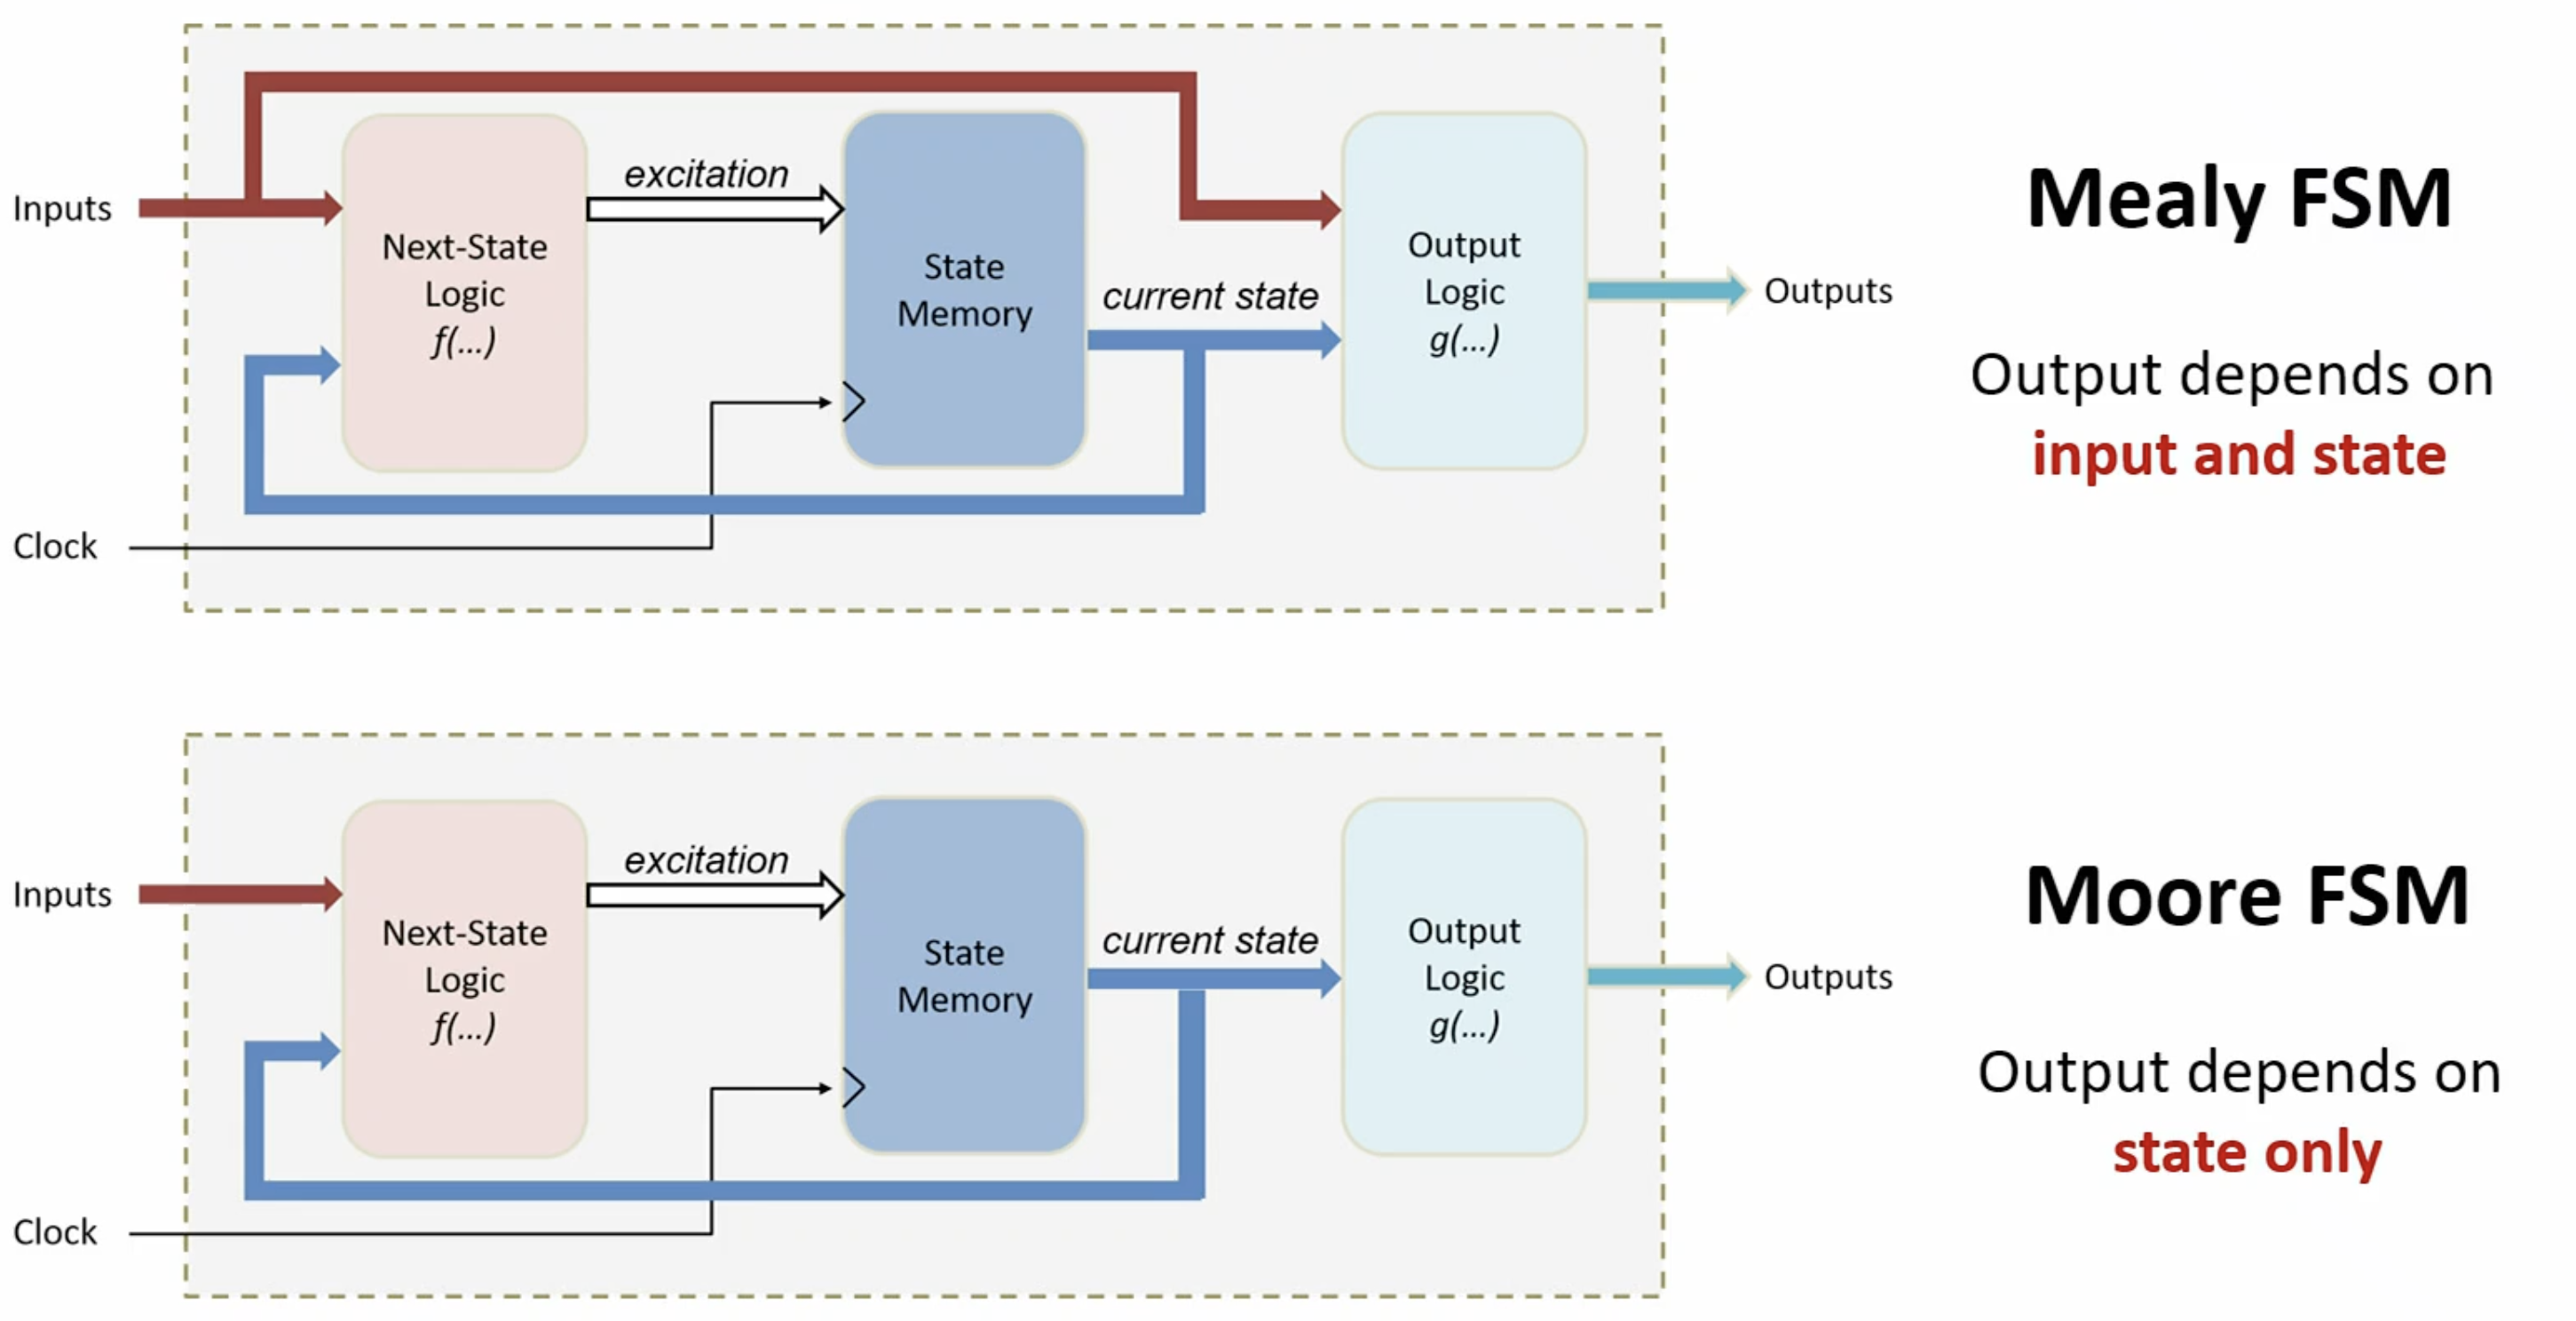 Inputs
Next-State
Logic
f(...)
excitation
State
Memory
current state
Output
Logic
g(...)
Outputs
Clock
Mealy FSM
Output depends on
input and state
Inputs
Next-State
Logic
f(...)
excitation
State
Memory
current state
Output
Logic
g(...)
Outputs
Clock
Moore FSM
Output depends on
state only